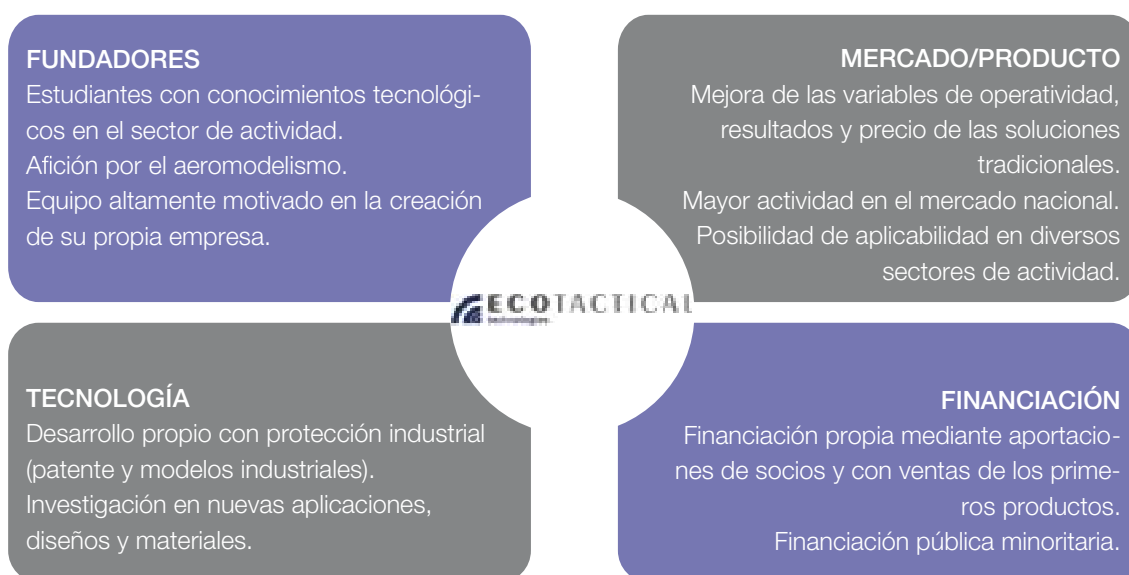 FUNDADORES
Estudiantes con conocimientos tecnológi-
cos en el sector de actividad.
Afición por el aeromodelismo.
Equipo altamente motivado en la creación
de su propia empresa.
MERCADO/PRODUCTO
Mejora de las variables de operatividad,
resultados y precio de las soluciones
tradicionales.
Mayor actividad en el mercado nacional.
Posibilidad de aplicabilidad en diversos
sectores de actividad.
ECOTACTICAL
technologies
TECNOLOGÍA
Desarrollo propio con protección industrial
(patente y modelos industriales).
Investigación en nuevas aplicaciones,
diseños y materiales.
FINANCIACIÓN
Financiación propia mediante aportacio-
nes de socios y con ventas de los prime-
ros productos.
Financiación pública minoritaria.